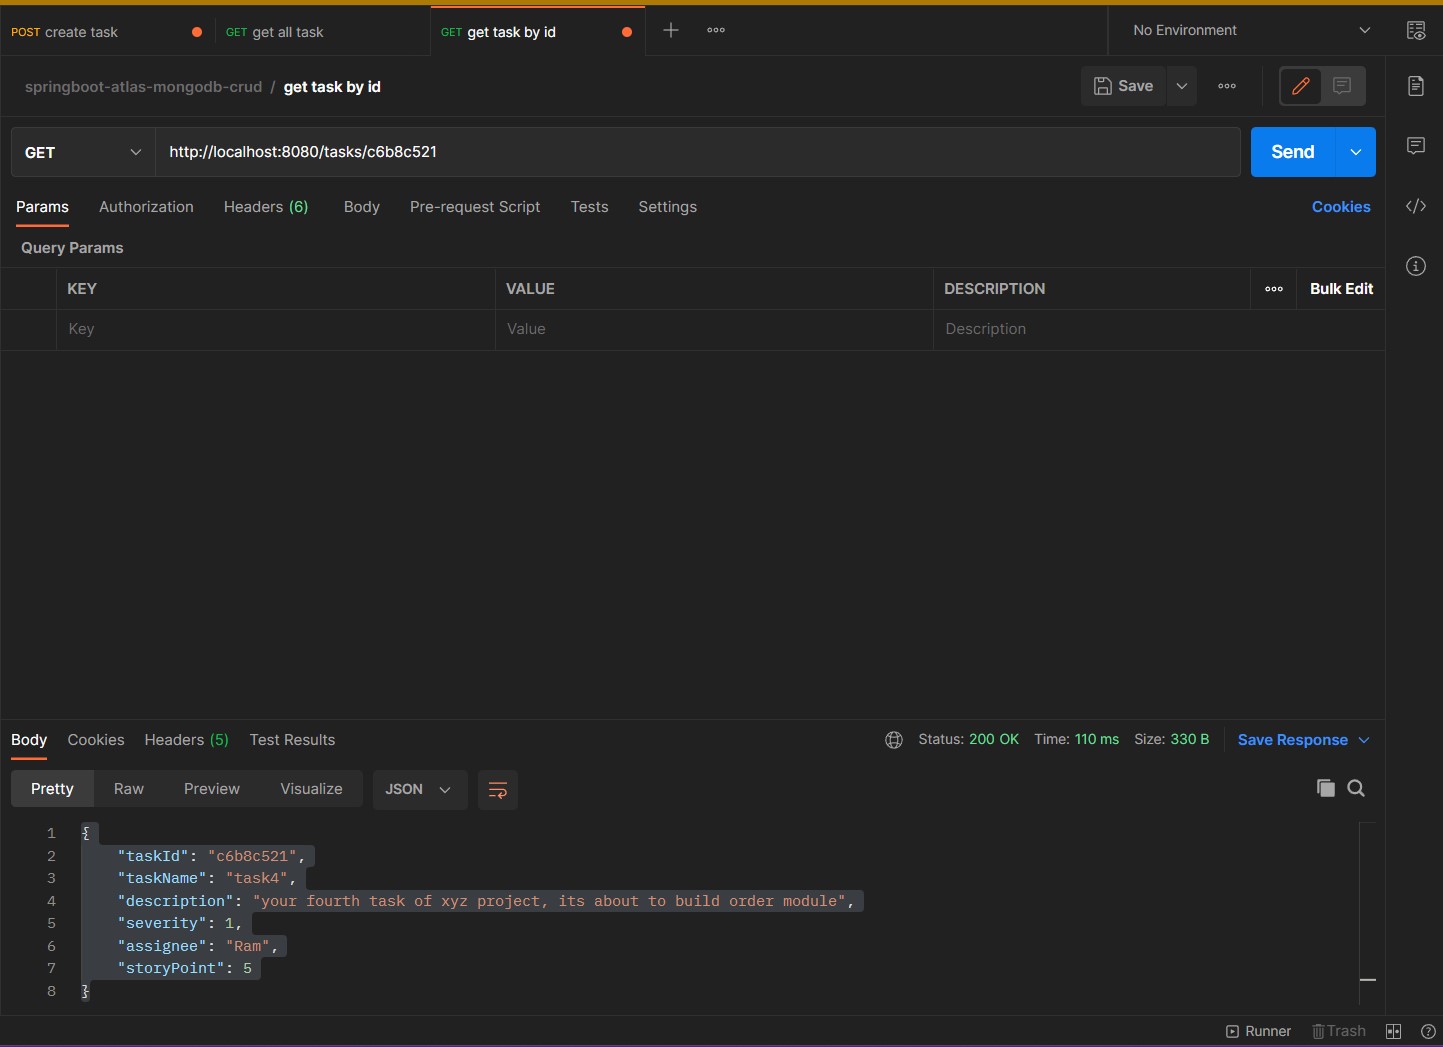 POST create task GET get all task GET get task by id No Environment
springboot-atlas-mongodb-crud / get task by id Save
GET http://localhost:8080/tasks/c6b8c521 Send
Params Authorization Headers (6) Body Pre-request Script Tests Settings Cookies
Query Params
KEY VALUE DESCRIPTION Bulk Edit
Key Value Description
Body Cookies Headers (5) Test Results Status: 200 OK Time: 110 ms Size: 330 B Save Response
Pretty Raw Preview Visualize JSON
1 {
2 "taskId": "c6b8c521",
3 "taskName": "task4",
4 "description": "your fourth task of xyz project, its about to build order module",
5 "severity": 1,
6 "assignee": "Ram",
7 "storyPoint": 5
8 }
Runner Trash